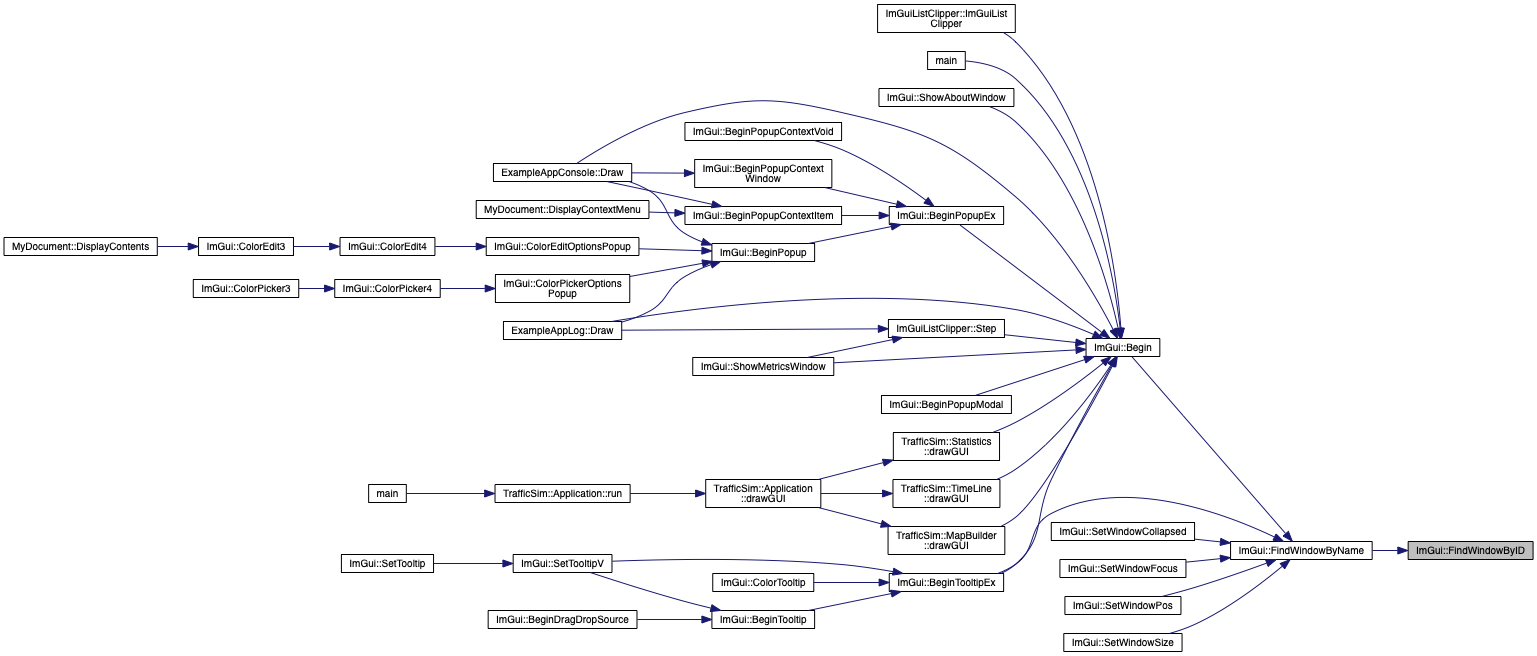 ImGuiListClipper::ImGuiList
Clipper
main
ImGui::ShowAboutWindow
ImGui::BeginPopupContextVoid
ExampleAppConsole::Draw
ImGui::BeginPopupContext
Window
MyDocument::DisplayContextMenu
ImGui::BeginPopupContextItem
ImGui::BeginPopupEx
MyDocument::DisplayContents
ImGui::ColorEdit3
ImGui::ColorEdit4
ImGui::ColorEditOptionsPopup
ImGui::BeginPopup
ImGui::ColorPicker3
ImGui::ColorPicker4
ImGui::ColorPickerOptions
Popup
ExampleAppLog::Draw
ImGuiListClipper::Step
ImGui::Begin
ImGui::ShowMetricsWindow
ImGui::BeginPopupModal
TrafficSim::Statistics
::drawGUI
main
TrafficSim::Application::run
TrafficSim::Application
::drawGUI
TrafficSim::TimeLine
::drawGUI
TrafficSim::MapBuilder
::drawGUI
ImGui::SetWindowCollapsed
ImGui::FindWindowByName
ImGui::FindWindowByID
ImGui::SetTooltip
ImGui::SetTooltipV
ImGui::SetWindowFocus
ImGui::ColorTooltip
ImGui::BeginTooltipEx
ImGui::SetWindowPos
ImGui::BeginDragDropSource
ImGui::BeginTooltip
ImGui::SetWindowSize